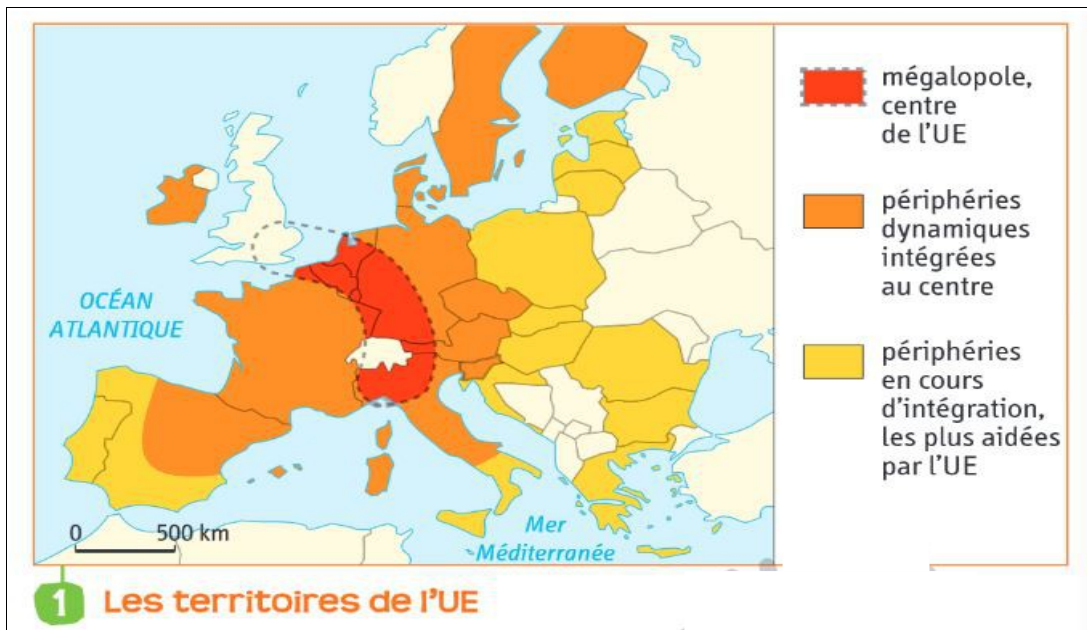 OCÉAN
ATLANTIQUE
Mer
Méditerranée
0 500 km
mégalopole,
centre
de l'UE
périphéries
dynamiques
intégrées
au centre
périphéries
en cours
d'intégration,
les plus aidées
par l'UE
1 Les territoires de l'UE